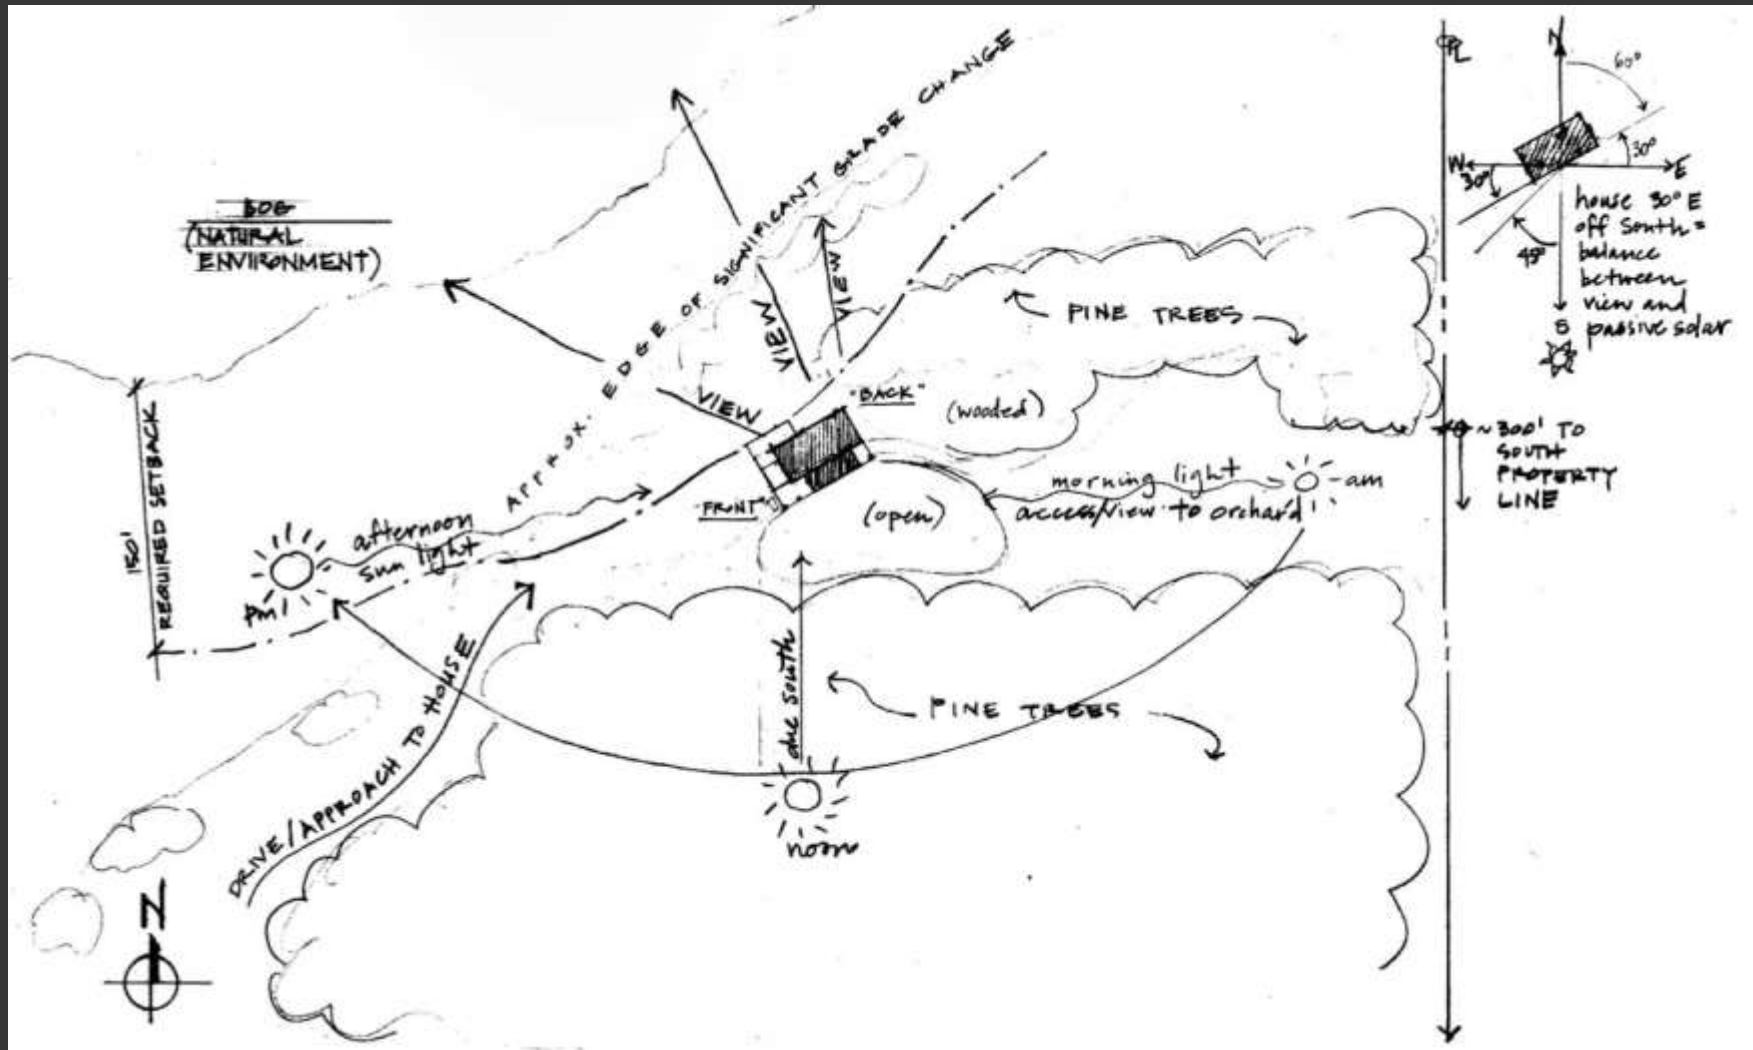 BOG
(NATURAL
ENVIRONMENT)
150'
REQUIRED SETBACK
APPROX. EDGE OF SIGNIFICANT GRADE CHANGE
VIEW
VIEW
VIEW
"BACK"
"FRONT"
(wooded)
(open)
PINE TREES
morning light
access/view to orchard
am
afternoon
sun light
pm
DRIVE/APPROACH TO HOUSE
due south
noon
PINE TREES
N
PL
N
60°
30°
W
E
30°
45°
S
house 30° E
off South =
balance
between
view and
passive solar
~300' TO
SOUTH
PROPERTY
LINE